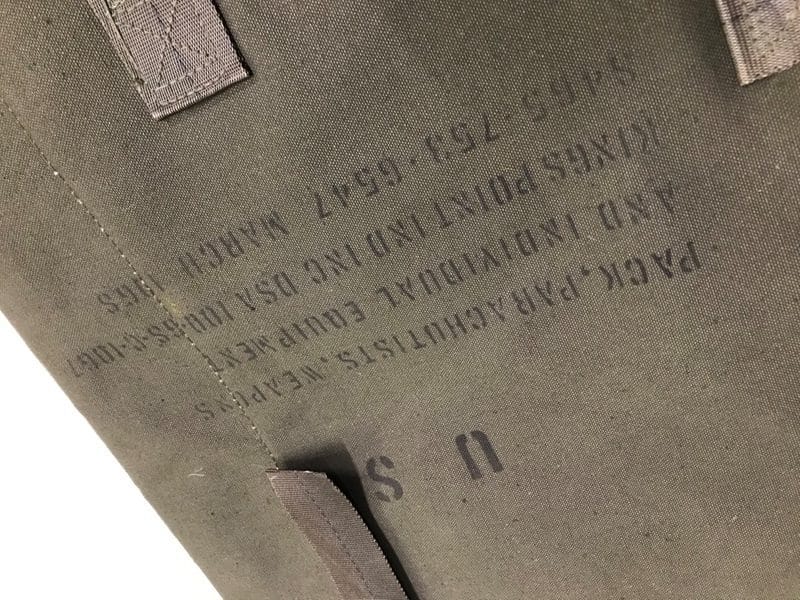 U S
PACK, PARACHUTISTS, WEAPONS
AND INDIVIDUAL EQUIPMENT
KINGS POINT IND INC DSA 100-65-C-1067
8465-753-6547 MARCH 1965